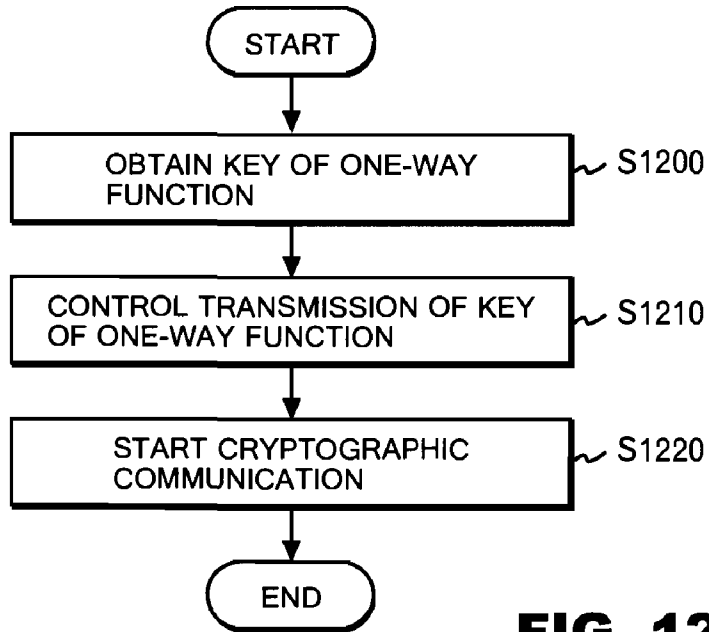 START
OBTAIN KEY OF ONE-WAY
FUNCTION
S1200
CONTROL TRANSMISSION OF KEY
OF ONE-WAY FUNCTION
S1210
START CRYPTOGRAPHIC
COMMUNICATION
S1220
END
FIG. 12